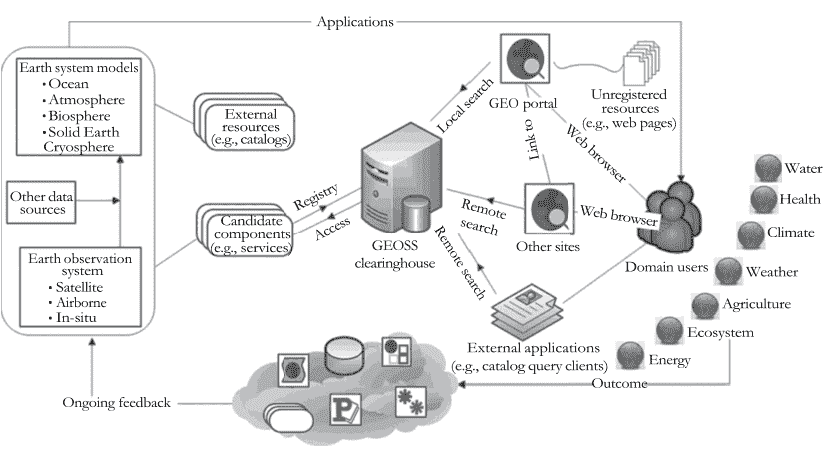 Applications
Earth system models
• Ocean
• Atmosphere
• Biosphere
• Solid Earth
Cryosphere
External
resources
(e.g., catalogs)
Other data
sources
Candidate
components
(e.g., services)
Earth observation
system
• Satellite
• Airborne
• In-situ
Registry
Access
GEOSS
clearinghouse
Local search
GEO portal
Unregistered
resources
(e.g., web pages)
Link to
Web browser
Remote
search
Other sites
Web browser
Domain users
Remote search
External applications
(e.g., catalog query clients)
Water
Health
Climate
Weather
Agriculture
Ecosystem
Energy
Outcome
Ongoing feedback
P